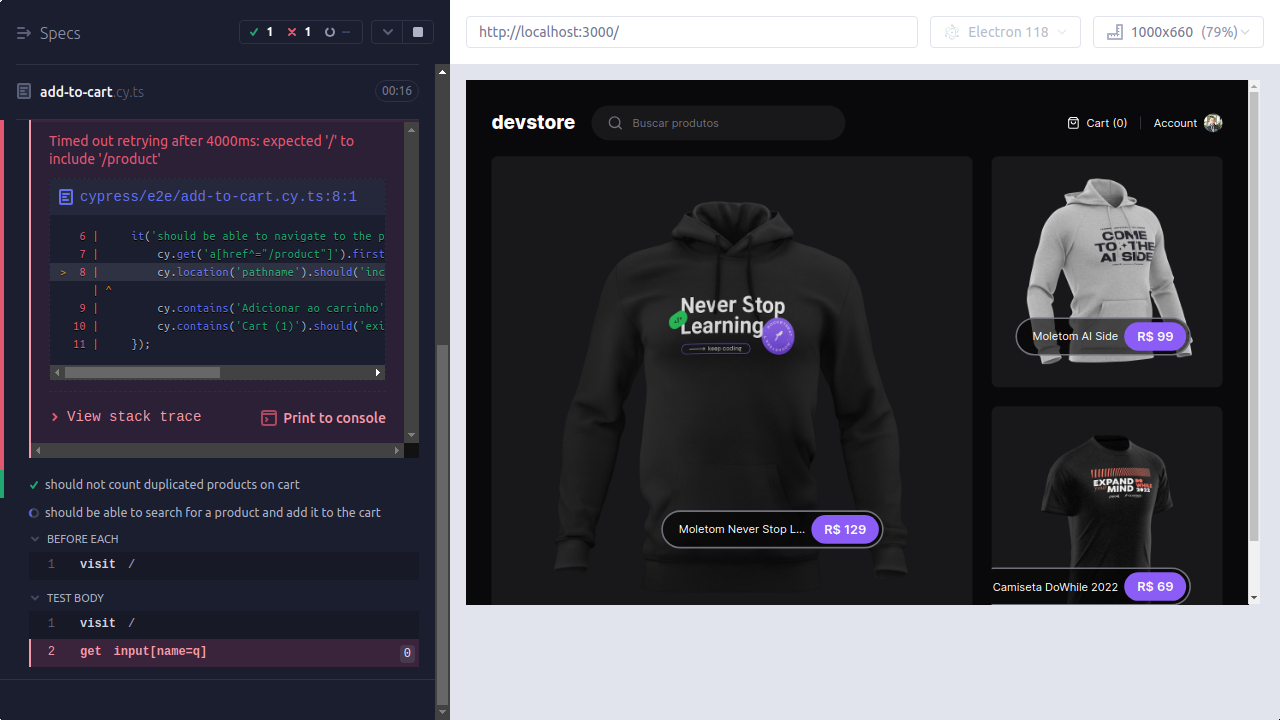 Specs
1 1 --
add-to-cart.cy.ts 00:16
Timed out retrying after 4000ms: expected '/' to
include '/product'
cypress/e2e/add-to-cart.cy.ts:8:1
6 | it('should be able to navigate to the p
7 | cy.get('a[href^="/product"]').first
> 8 | cy.location('pathname').should('inc
| ^
9 | cy.contains('Adicionar ao carrinho'
10 | cy.contains('Cart (1)').should('exi
11 | });
View stack trace
Print to console
should not count duplicated products on cart
should be able to search for a product and add it to the cart
BEFORE EACH
1 visit /
TEST BODY
1 visit /
2 get input[name=q] 0
http://localhost:3000/
Electron 118
1000x660 (79%)
devstore
Buscar produtos
Cart (0)
Account
Never Stop
Learning
keep coding
Moletom Never Stop L...
R$ 129
COME
TO THE
AI SIDE
Moletom AI Side
R$ 99
EXPAND
MIND
DO
WHILE
2022
Camiseta DoWhile 2022
R$ 69